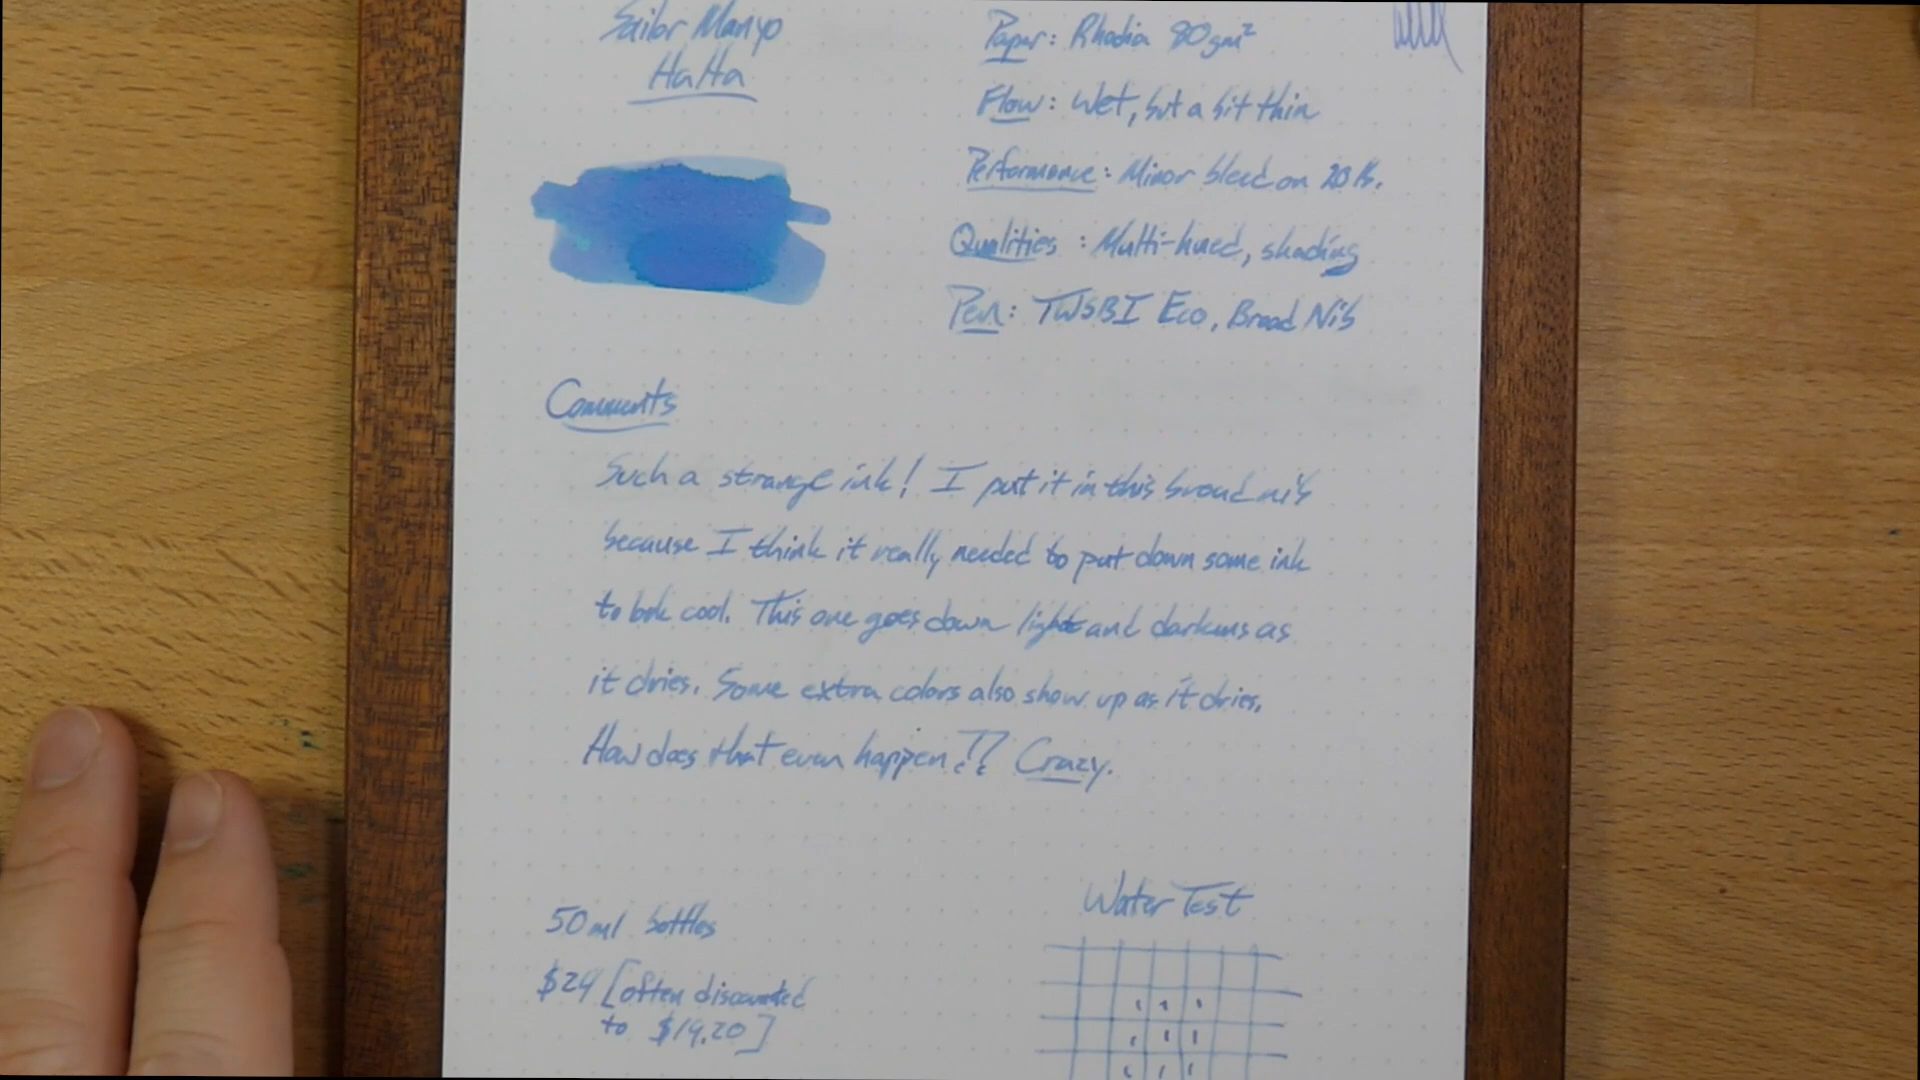 Sailor Manyo
HaHa
Paper: Rhodia 80gm²
Flow: Wet, but a bit thin
Performance: Minor bleed on 20 lb.
Qualities: Multi-hued, shading
Pen: TWSBI Eco, Broad Nib
Comments
Such a strange ink! I put it in this broad nib
because I think it really needed to put down some ink
to look cool. This one goes down light and darkens as
it dries. Some extra colors also show up as it dries.
How does that even happen?? Crazy.
50 ml bottles
$24 [often discounted
to $19.20]
Water Test